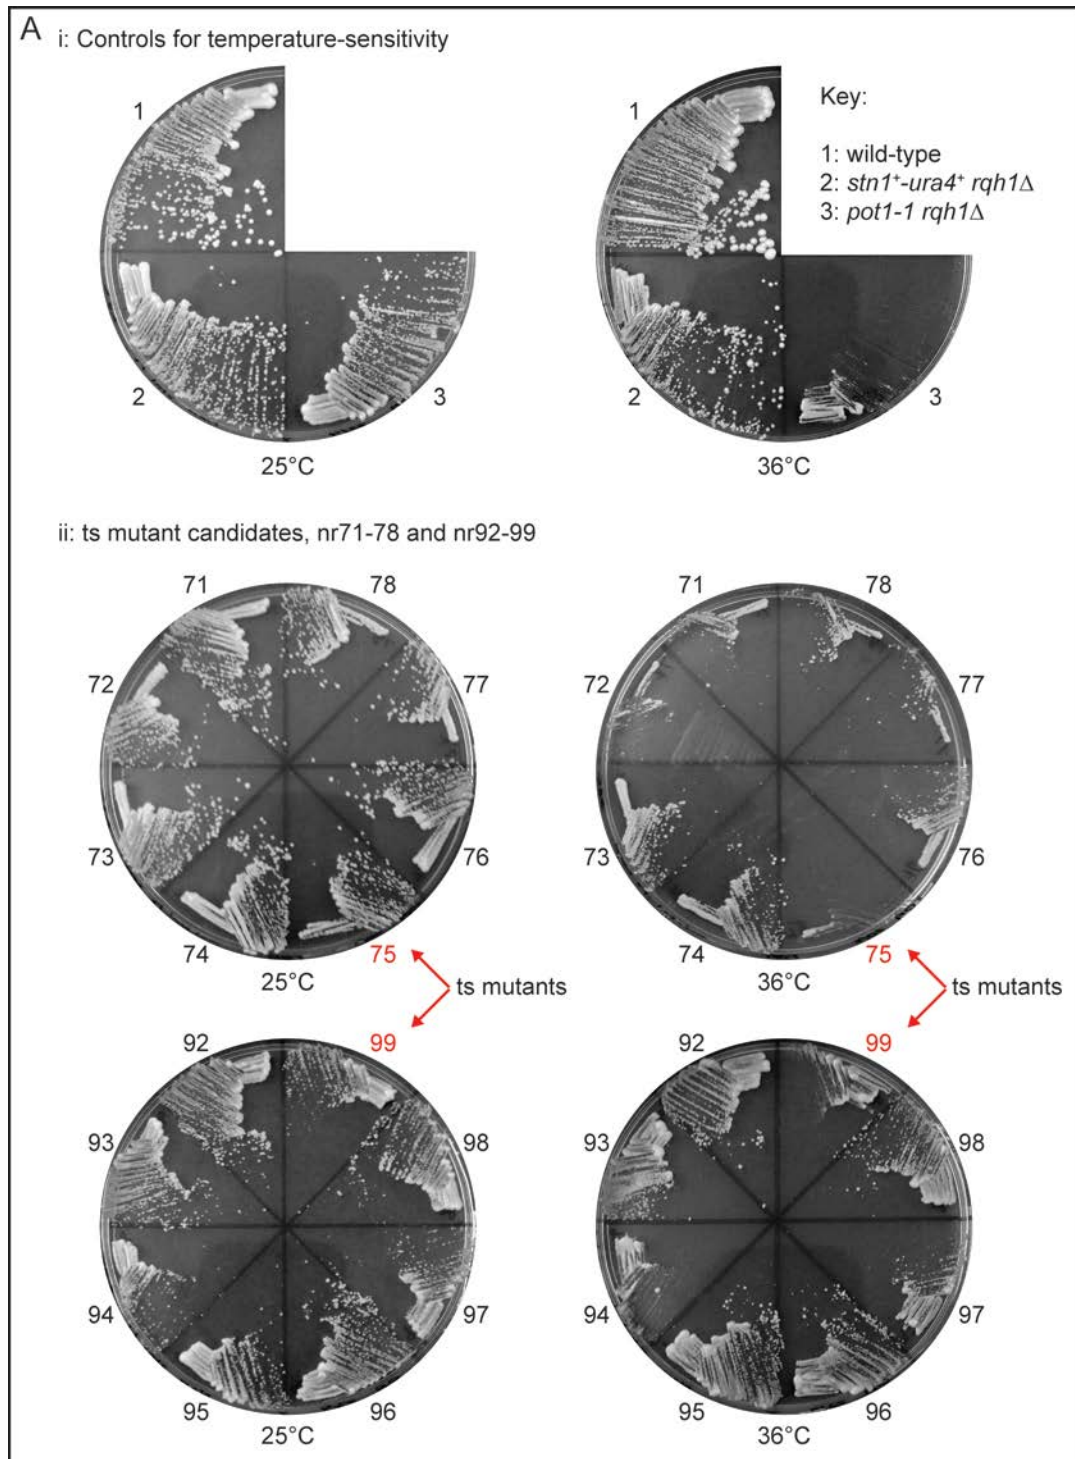 A
i: Controls for temperature-sensitivity
1
2
3
25°C
1
2
3
36°C
Key:
1: wild-type
2: stn1⁺-ura4⁺ rqh1Δ
3: pot1-1 rqh1Δ
ii: ts mutant candidates, nr71-78 and nr92-99
71
78
72
77
73
76
74
75
25°C
71
78
72
77
73
76
74
75
36°C
ts mutants
ts mutants
92
99
93
98
94
97
95
96
25°C
92
99
93
98
94
97
95
96
36°C